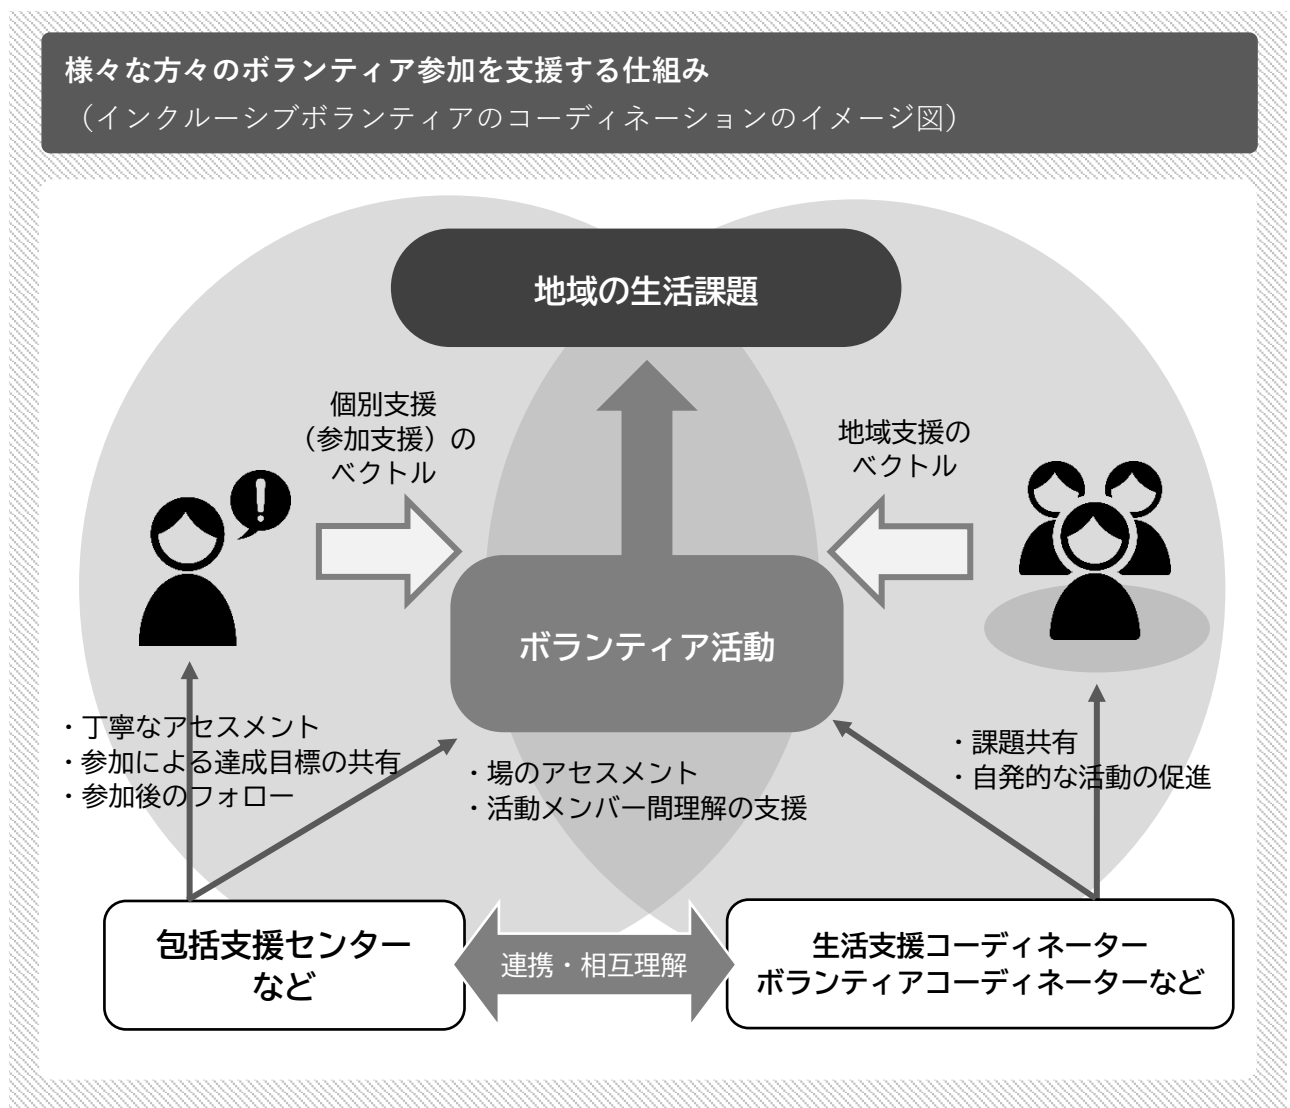 様々な方々のボランティア参加を支援する仕組み
（インクルーシブボランティアのコーディネーションのイメージ図）
地域の生活課題
個別支援
（参加支援）の
ベクトル
地域支援の
ベクトル
ボランティア活動
・丁寧なアセスメント
・参加による達成目標の共有
・参加後のフォロー
・場のアセスメント
・活動メンバー間理解の支援
・課題共有
・自発的な活動の促進
包括支援センター
など
連携・相互理解
生活支援コーディネーター
ボランティアコーディネーターなど